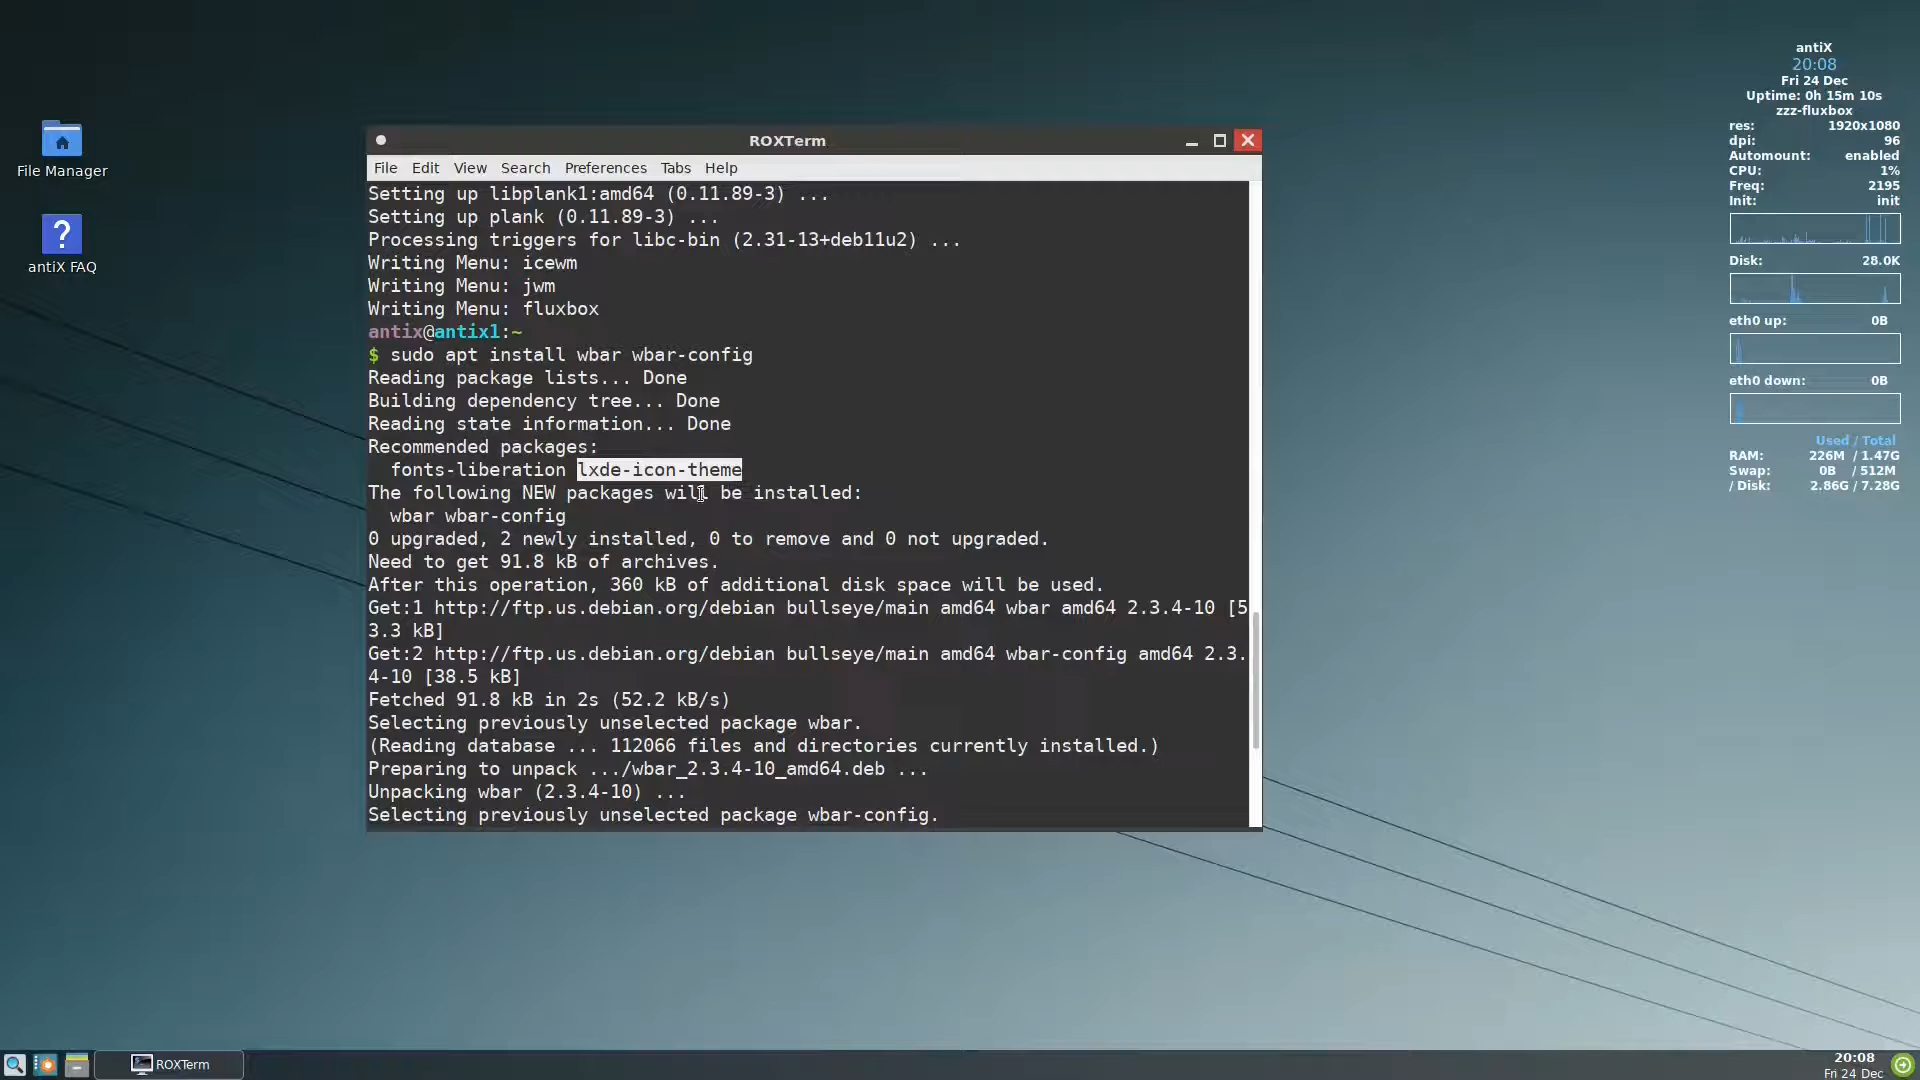 File Manager
antiX FAQ
ROXTerm
File Edit View Search Preferences Tabs Help
Setting up libplank1:amd64 (0.11.89-3) ...
Setting up plank (0.11.89-3) ...
Processing triggers for libc-bin (2.31-13+deb11u2) ...
Writing Menu: icewm
Writing Menu: jwm
Writing Menu: fluxbox
antix@antix1:~
$ sudo apt install wbar wbar-config
Reading package lists... Done
Building dependency tree... Done
Reading state information... Done
Recommended packages:
fonts-liberation lxde-icon-theme
The following NEW packages will be installed:
wbar wbar-config
0 upgraded, 2 newly installed, 0 to remove and 0 not upgraded.
Need to get 91.8 kB of archives.
After this operation, 360 kB of additional disk space will be used.
Get:1 http://ftp.us.debian.org/debian bullseye/main amd64 wbar amd64 2.3.4-10 [5
3.3 kB]
Get:2 http://ftp.us.debian.org/debian bullseye/main amd64 wbar-config amd64 2.3.
4-10 [38.5 kB]
Fetched 91.8 kB in 2s (52.2 kB/s)
Selecting previously unselected package wbar.
(Reading database ... 112066 files and directories currently installed.)
Preparing to unpack .../wbar_2.3.4-10_amd64.deb ...
Unpacking wbar (2.3.4-10) ...
Selecting previously unselected package wbar-config.
antiX
20:08
Fri 24 Dec
Uptime: 0h 15m 10s
zzz-fluxbox
res: 1920x1080
dpi: 96
Automount: enabled
CPU: 1%
Freq: 2195
Init: init
Disk: 28.0K
eth0 up: 0B
eth0 down: 0B
Used / Total
RAM: 226M / 1.47G
Swap: 0B / 512M
/ Disk: 2.86G / 7.28G
ROXTerm
20:08
Fri 24 Dec